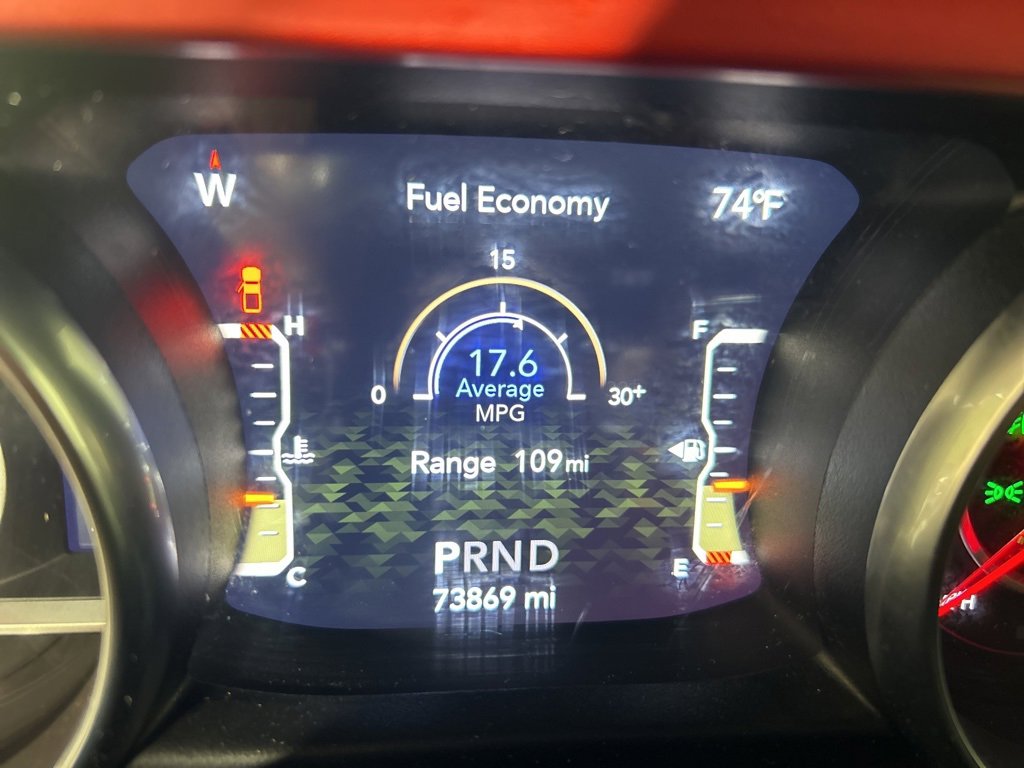 W
Fuel Economy
74°F
15
H
F
17.6
0
Average
30+
MPG
Range 109mi
PRND
E
C
73869 mi
H